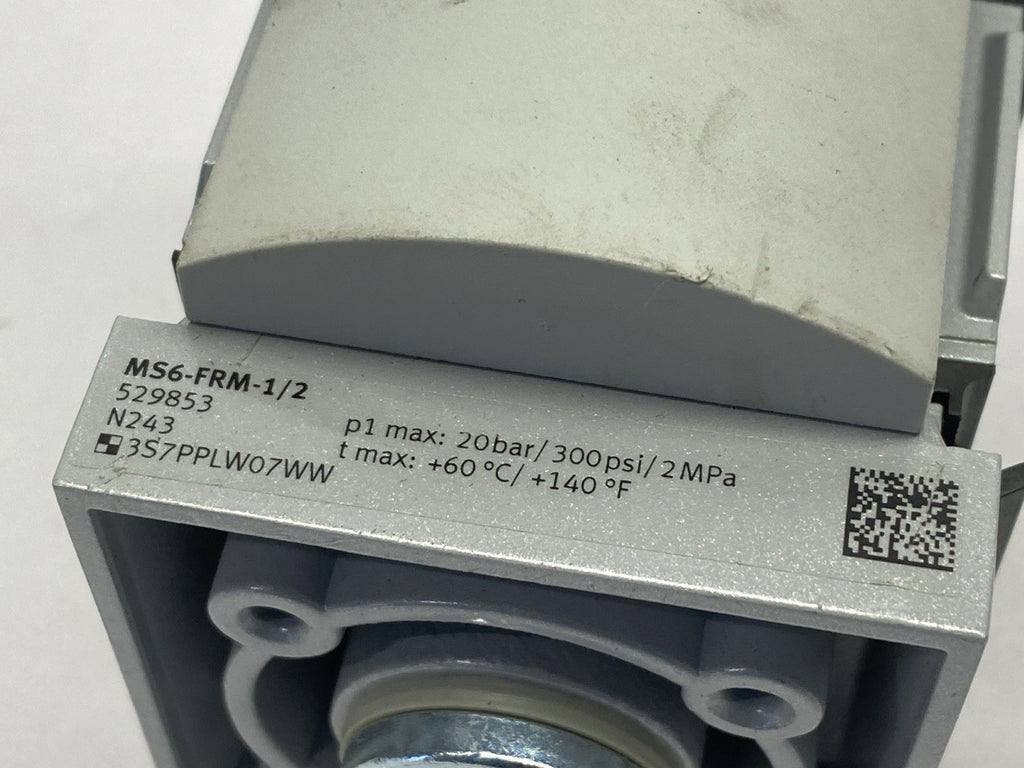 MS6-FRM-1/2
529853
N243
3S7PPLW07WW
p1 max: 20bar/300psi/2MPa
t max: +60 °C/ +140 °F